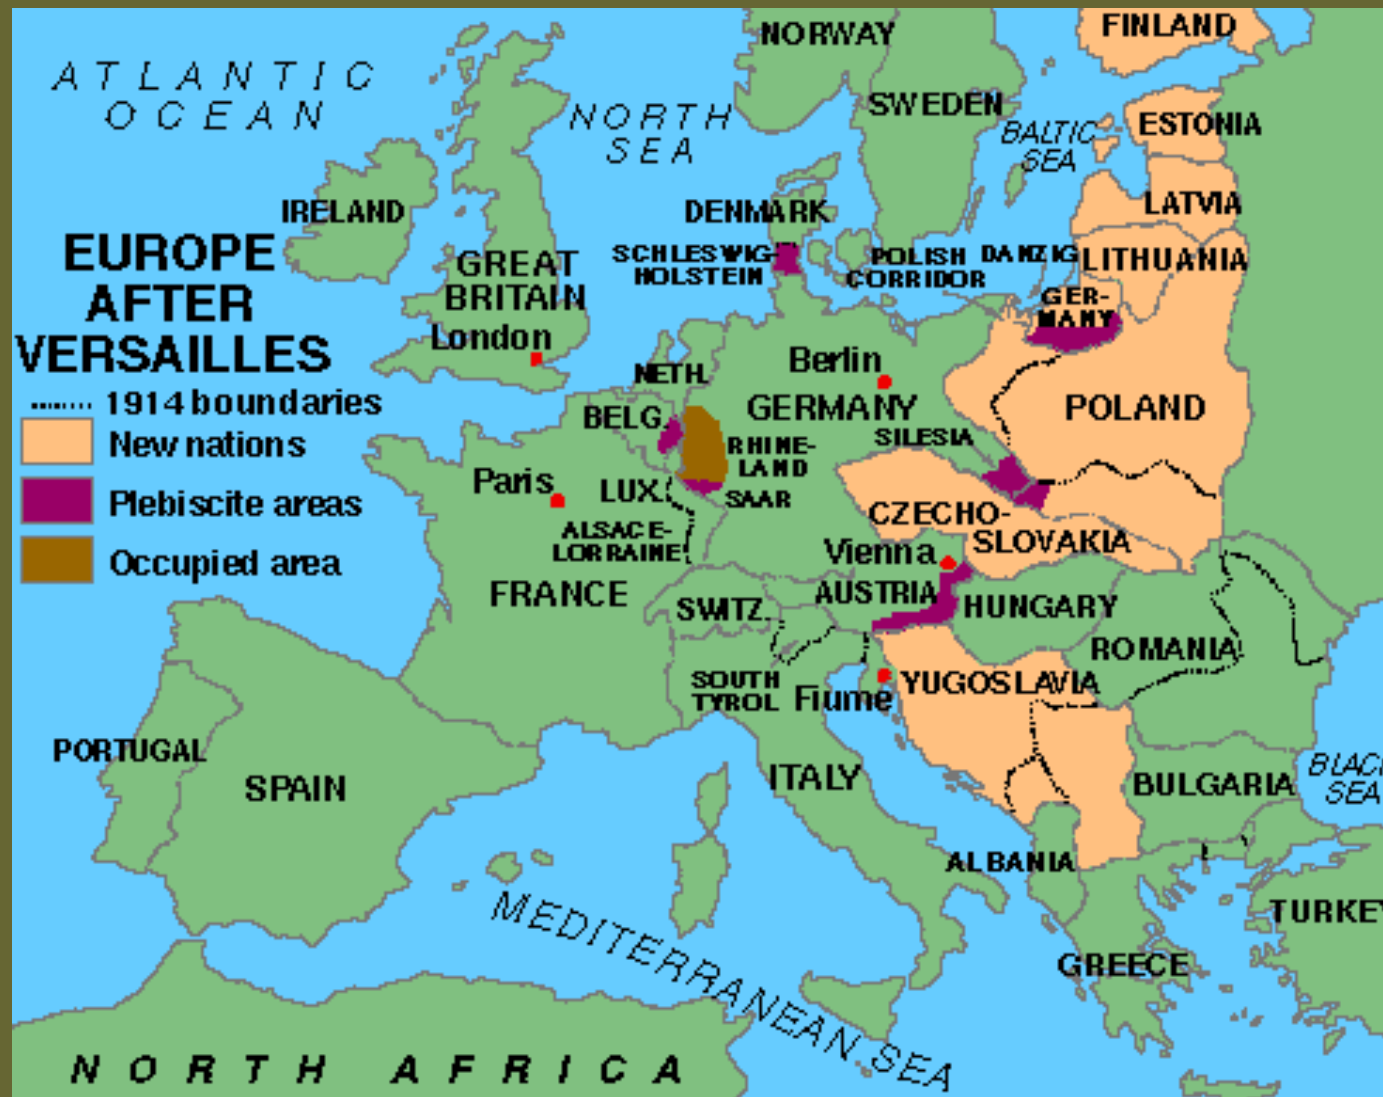 ATLANTIC
OCEAN
NORWAY
FINLAND
SWEDEN
NORTH
SEA
BALTIC
SEA
ESTONIA
LATVIA
IRELAND
DENMARK
EUROPE
AFTER
VERSAILLES
GREAT
BRITAIN
London
SCHLESWIG-
HOLSTEIN
POLISH
CORRIDOR
DANZIG
LITHUANIA
GER-
MANY
1914 boundaries
New nations
Plebiscite areas
Occupied area
NETH.
Berlin
GERMANY
POLAND
BELG.
SILESIA
RHINE-
LAND
Paris
LUX.
SAAR
ALSACE-
LORRAINE
CZECHO-
SLOVAKIA
Vienna
FRANCE
SWITZ.
AUSTRIA
HUNGARY
ROMANIA
SOUTH
TYROL
Fiume
YUGOSLAVIA
PORTUGAL
SPAIN
ITALY
BULGARIA
BLAC
SEA
ALBANIA
MEDITERRANEAN SEA
TURKEY
GREECE
NORTH AFRICA